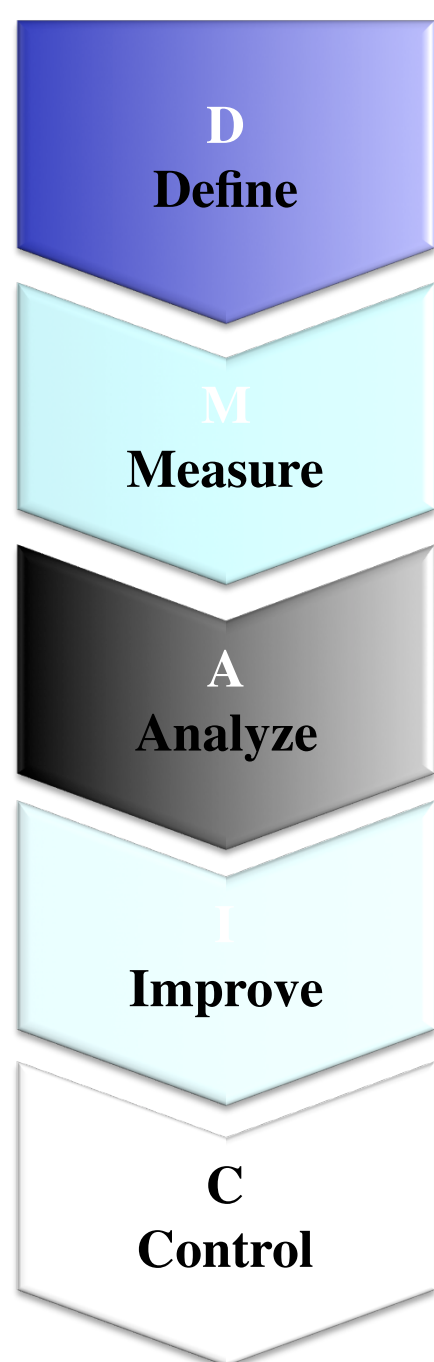 D
Define
M
Measure
A
Analyze
I
Improve
C
Control